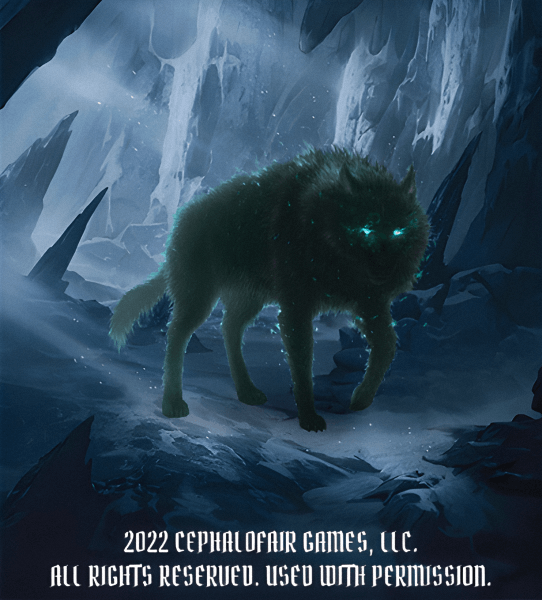 2022 CEPHALOFAIR GAMES, LLC.
ALL RIGHTS RESERVED. USED WITH PERMISSION.